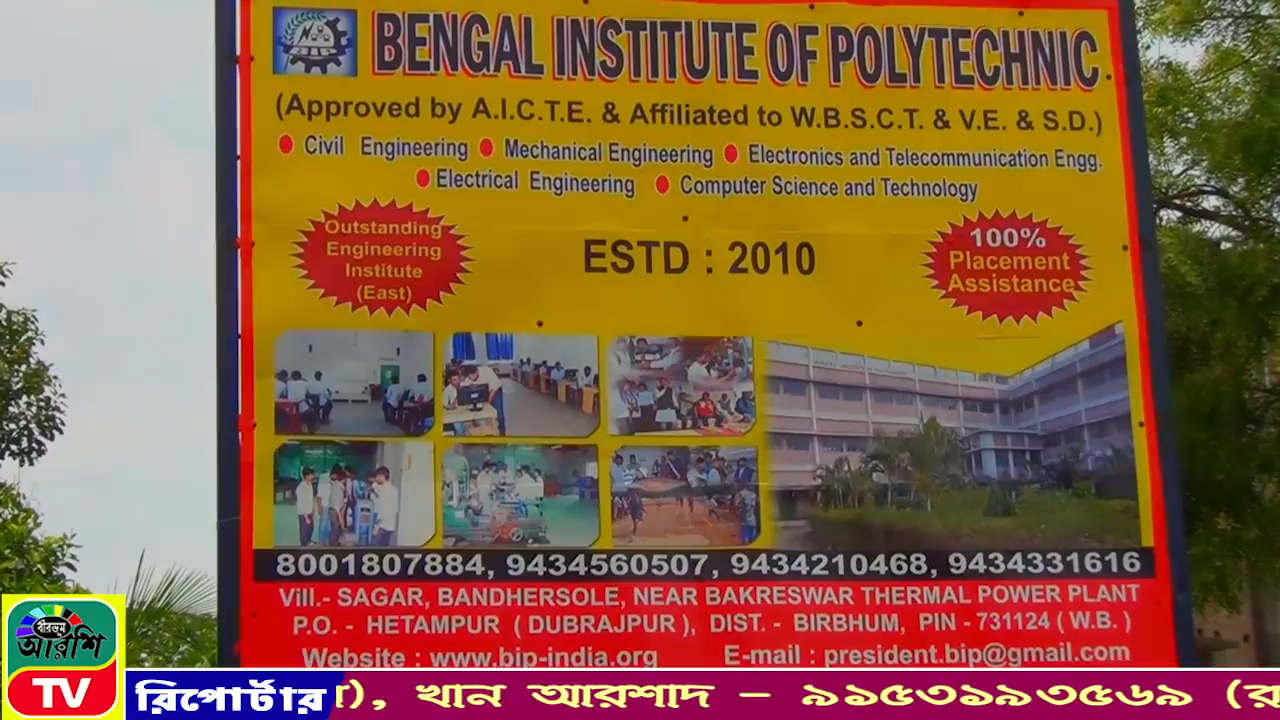 BIP
BENGAL INSTITUTE OF POLYTECHNIC.
(Approved by A.I.C.T.E. & Affiliated to W.B.S.C.T. & V.E. & S.D.)
Civil Engineering Mechanical Engineering Electronics and Telecommunication Engg.
Electrical Engineering Computer Science and Technology
Outstanding
Engineering
Institute
(East)
ESTD : 2010
100%
Placement
Assistance
8001807884, 9434560507, 9434210468, 9434331616
Vill.- SAGAR, BANDHERSOLE, NEAR BAKRESWAR THERMAL POWER PLANT
P.O. - HETAMPUR ( DUBRAJPUR ), DIST. - BIRBHUM, PIN - 731124 ( W.B. )
Website : www.bip-india.org E-mail : president.bip@gmail.com
বীরভূম
আরশি
TV
রিপোর্টার ), খান আরশাদ – ৯১৫৩১৯৩৫৬৯ (র